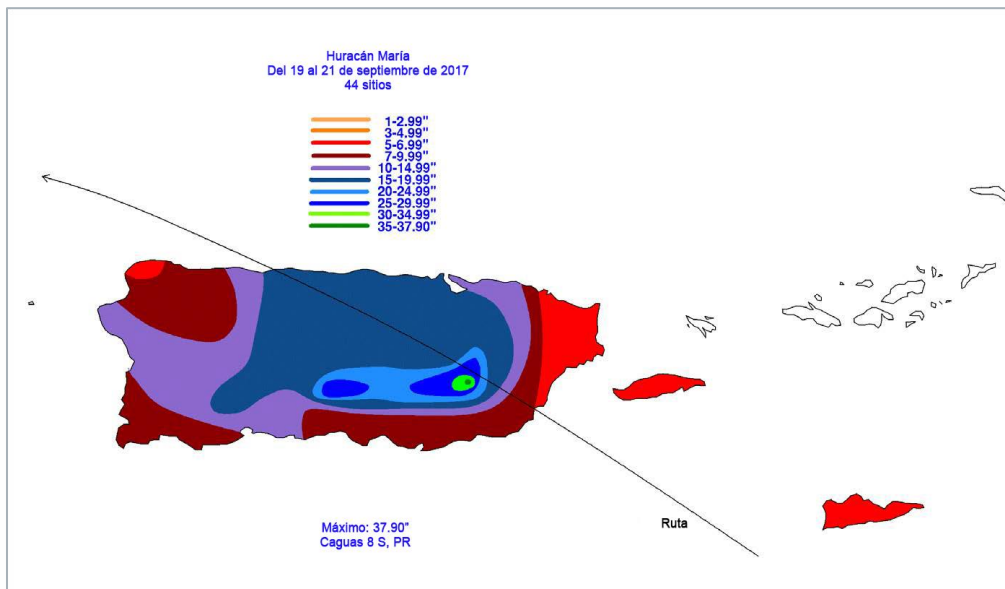 Huracán María
Del 19 al 21 de septiembre de 2017
44 sitios
1-2.99"
3-4.99"
5-6.99"
7-9.99"
10-14.99"
15-19.99"
20-24.99"
25-29.99"
30-34.99"
35-37.90"
Ruta
Máximo: 37.90"
Caguas 8 S, PR